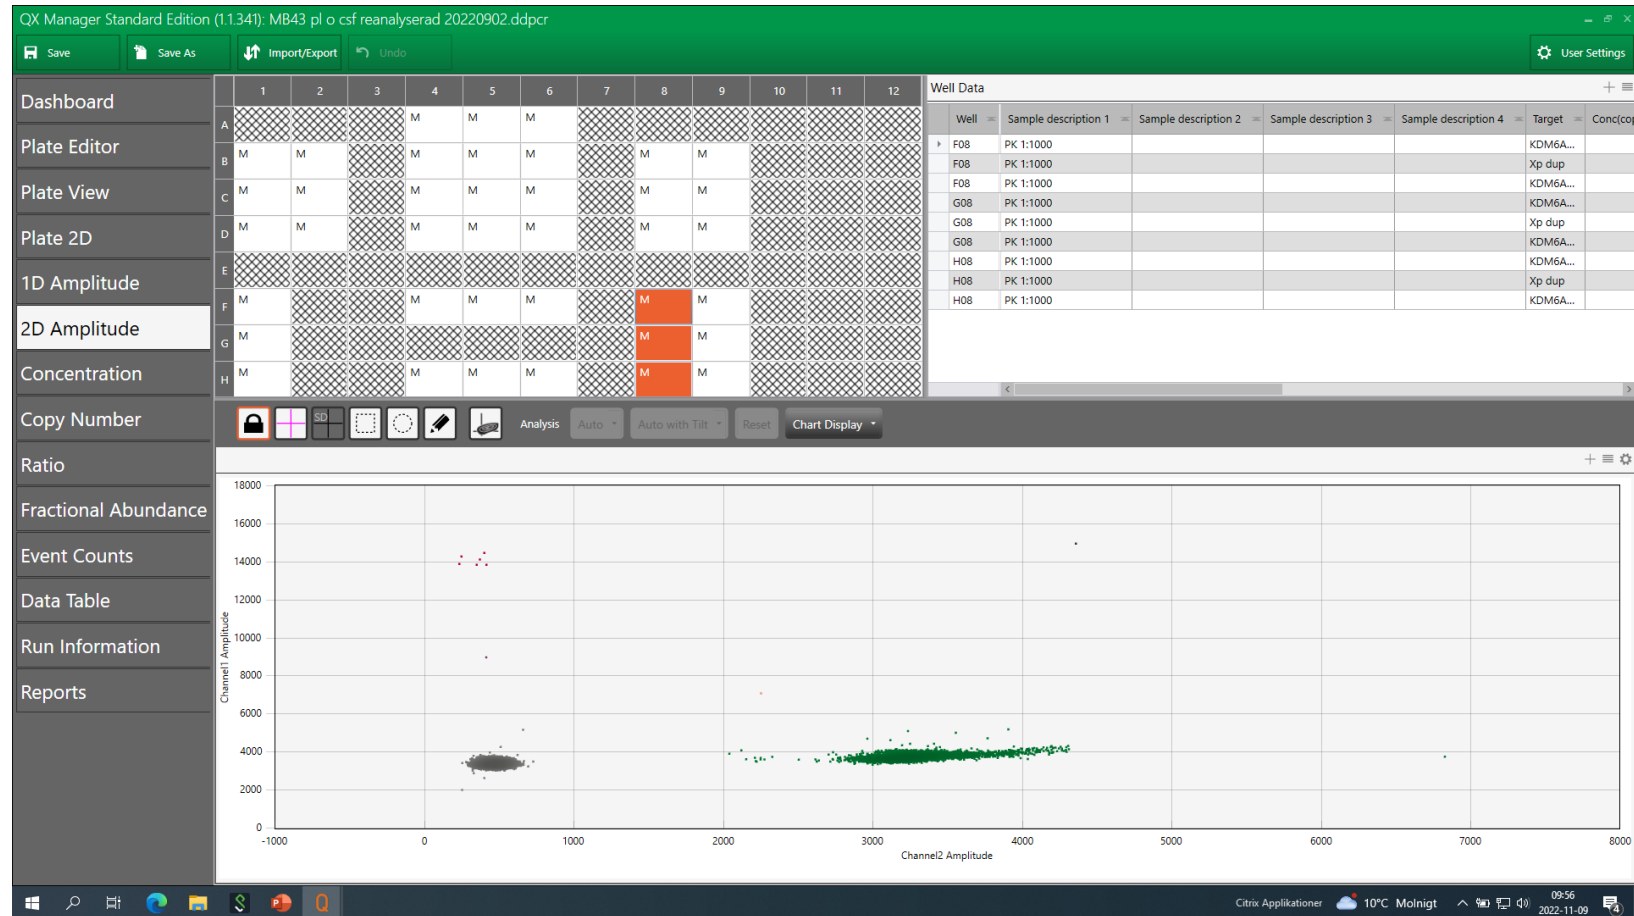 QX Manager Standard Edition (1.1.341): MB43 pl o csf reanalyserad 20220902.ddpcr
Save Save As Import/Export Undo User Settings
Dashboard
Plate Editor
Plate View
Plate 2D
1D Amplitude
2D Amplitude
Concentration
Copy Number
Ratio
Fractional Abundance
Event Counts
Data Table
Run Information
Reports
1 2 3 4 5 6 7 8 9 10 11 12
A M M M
B M M M M M M M
C M M M M M M M
D M M M M M M M
E
F M M M M M M
G M M M
H M M M M M M
Well Data
Well Sample description 1 Sample description 2 Sample description 3 Sample description 4 Target Conc(cop
F08 PK 1:1000 KDM6A...
F08 PK 1:1000 Xp dup
F08 PK 1:1000 KDM6A...
G08 PK 1:1000 KDM6A...
G08 PK 1:1000 Xp dup
G08 PK 1:1000 KDM6A...
H08 PK 1:1000 KDM6A...
H08 PK 1:1000 Xp dup
H08 PK 1:1000 KDM6A...
SD Analysis Auto Auto with Tilt Reset Chart Display
18000
16000
14000
12000
10000
8000
6000
4000
2000
0
Channel1 Amplitude
-1000 0 1000 2000 3000 4000 5000 6000 7000 8000
Channel2 Amplitude
Citrix Applikationer 10°C Molnigt 09:56
2022-11-09 4